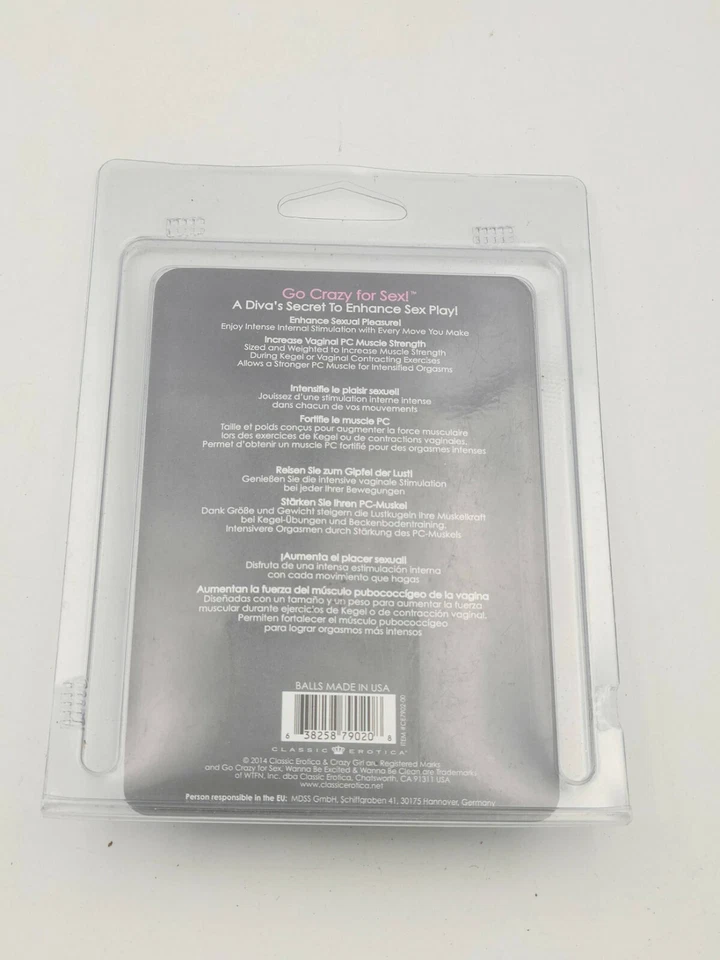 Go Crazy for Sex!™
A Diva's Secret To Enhance Sex Play!
Enhance Sexual Pleasure!
Enjoy Intense Internal Stimulation with Every Move You Make
Increase Vaginal PC Muscle Strength
Sized and Weighted to Increase Muscle Strength
During Kegel or Vaginal Contracting Exercises
Allows a Stronger PC Muscle for Intensified Orgasms
Intensifie le plaisir sexuel!
Jouissez d'une stimulation interne intense
dans chacun de vos mouvements
Fortifie le muscle PC
Taille et poids conçus pour augmenter la force musculaire
lors des exercices de Kegel ou de contractions vaginales.
Permet d'obtenir un muscle PC fortifié pour des orgasmes intenses
Reisen Sie zum Gipfel der Lust!
Genießen Sie die intensive vaginale Stimulation
bei jeder Ihrer Bewegungen
Stärken Sie Ihren PC-Muskel
Dank Größe und Gewicht steigern die Lustkugeln Ihre Muskelkraft
bei Kegel-Übungen und Beckenbodentraining.
Intensivere Orgasmen durch Stärkung des PC-Muskels
¡Aumenta el placer sexual!
Disfruta de una intensa estimulación interna
con cada movimiento que hagas
Aumentan la fuerza del músculo pubococcígeo de la vagina
Diseñadas con un tamaño y un peso para aumentar la fuerza
muscular durante ejercicios de Kegel o de contracción vaginal.
Permiten fortalecer el músculo pubococcígeo
para lograr orgasmos más intensos
BALLS MADE IN USA
6 38258 79020 8
ITEM #CE7902-00
CLASSIC EROTICA
© 2014 Classic Erotica & Crazy Girl are Registered Marks
and Go Crazy for Sex, Wanna Be Excited & Wanna Be Clean are Trademarks
of WTFN, Inc. dba Classic Erotica, Chatsworth, CA 91311 USA
www.classicerotica.net
Person responsible in the EU: MDSS GmbH, Schiffgraben 41, 30175 Hannover, Germany